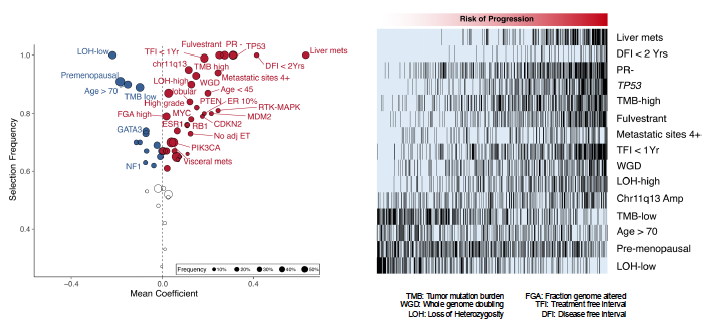 Risk of Progression
LOH-low
Fulvestrant PR -
TP53
TFI < 1Yr
Liver mets
chr11q13
TMB high
DFI < 2Yrs
Premenopausal
LOH-high
Metastatic sites 4+
WGD
Age > 70
TMB low
lobular
Age < 45
High-grade
PTEN- ER 10%
RTK-MAPK
FGA high
MYC
MDM2
ESR1
RB1
CDKN2
GATA3
No adj ET
PIK3CA
NF1
Visceral mets
1.0
0.8
0.6
0.4
Selection Frequency
Frequency 10% 20% 30% 40% 50%
−0.4
0.0
0.4
Mean Coefficient
Liver mets
DFI < 2 Yrs
PR-
TP53
TMB-high
Fulvestrant
Metastatic sites 4+
TFI < 1Yr
WGD
LOH-high
Chr11q13 Amp
TMB-low
Age > 70
Pre-menopausal
LOH-low
TMB: Tumor mutation burden
FGA: Fraction genome altered
WGD: Whole genome doubling
TFI: Treatment free interval
LOH: Loss of Heterozygosity
DFI: Disease free interval